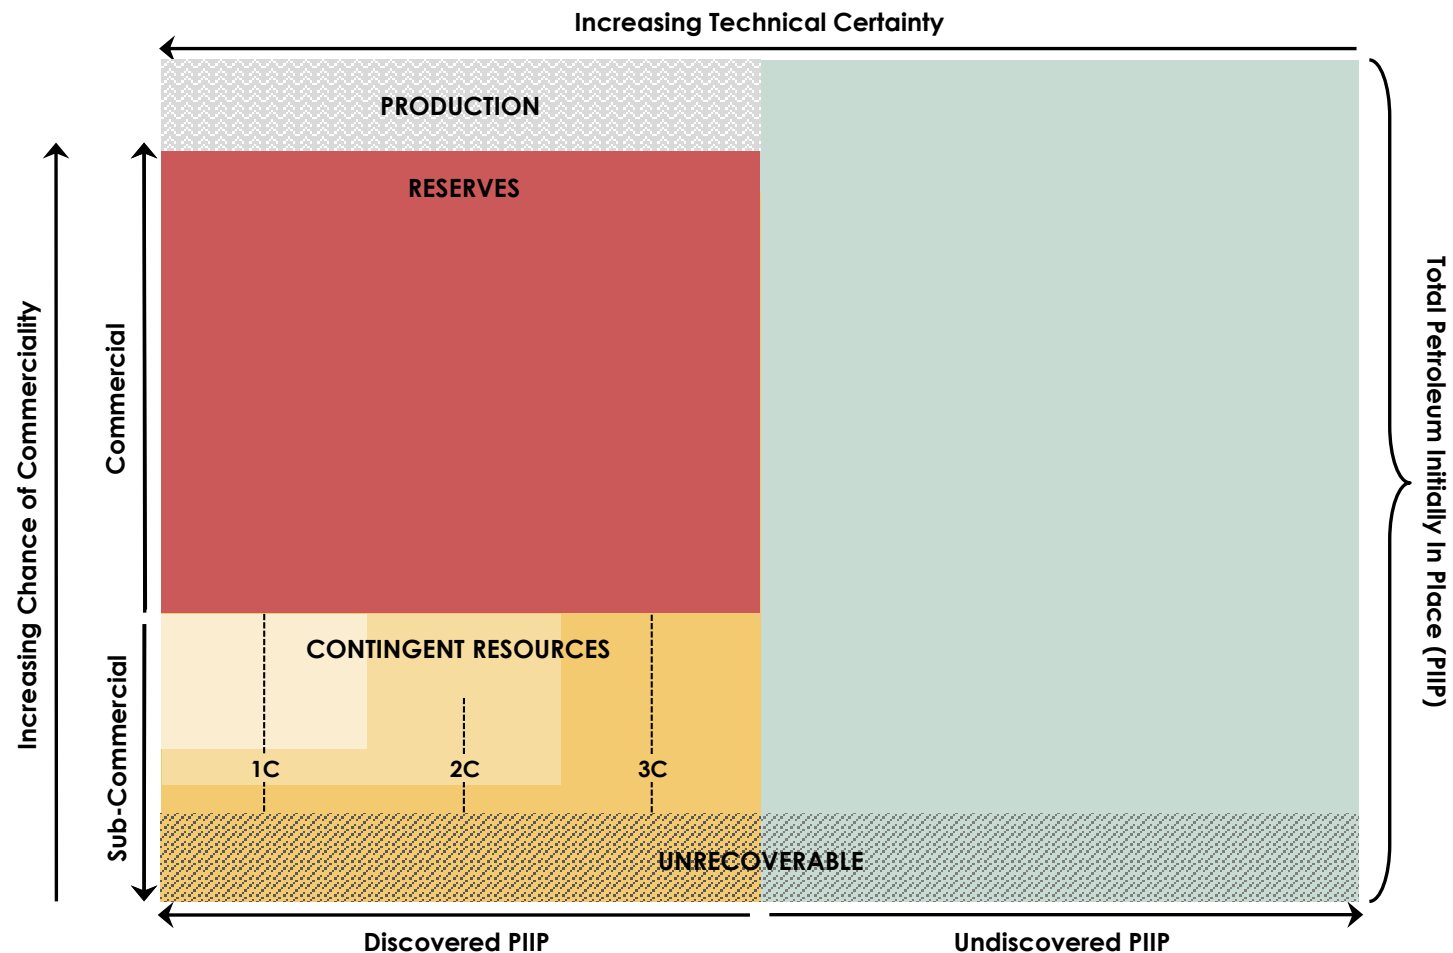 Increasing Technical Certainty
PRODUCTION
RESERVES
Increasing Chance of Commerciality
Commercial
Sub-Commercial
CONTINGENT RESOURCES
1C
2C
3C
UNRECOVERABLE
Total Petroleum Initially In Place (PIIP)
Discovered PIIP
Undiscovered PIIP